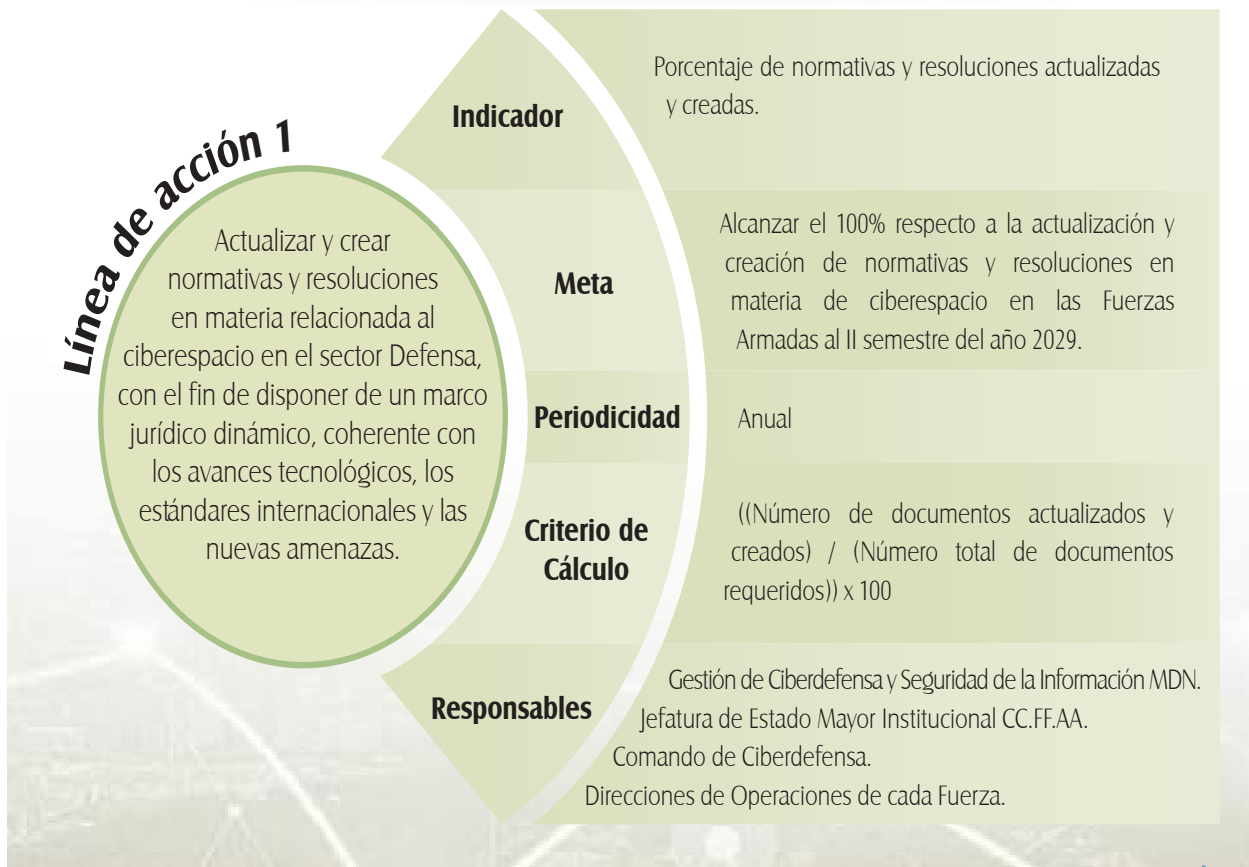 Línea de acción 1
Actualizar y crear
normativas y resoluciones
en materia relacionada al
ciberespacio en el sector Defensa,
con el fin de disponer de un marco
jurídico dinámico, coherente con
los avances tecnológicos, los
estándares internacionales y las
nuevas amenazas.
Indicador
Porcentaje de normativas y resoluciones actualizadas
y creadas.
Meta
Alcanzar el 100% respecto a la actualización y
creación de normativas y resoluciones en
materia de ciberespacio en las Fuerzas
Armadas al II semestre del año 2029.
Periodicidad
Anual
Criterio de
Cálculo
((Número de documentos actualizados y
creados) / (Número total de documentos
requeridos)) x 100
Responsables
Gestión de Ciberdefensa y Seguridad de la Información MDN.
Jefatura de Estado Mayor Institucional CC.FF.AA.
Comando de Ciberdefensa.
Direcciones de Operaciones de cada Fuerza.